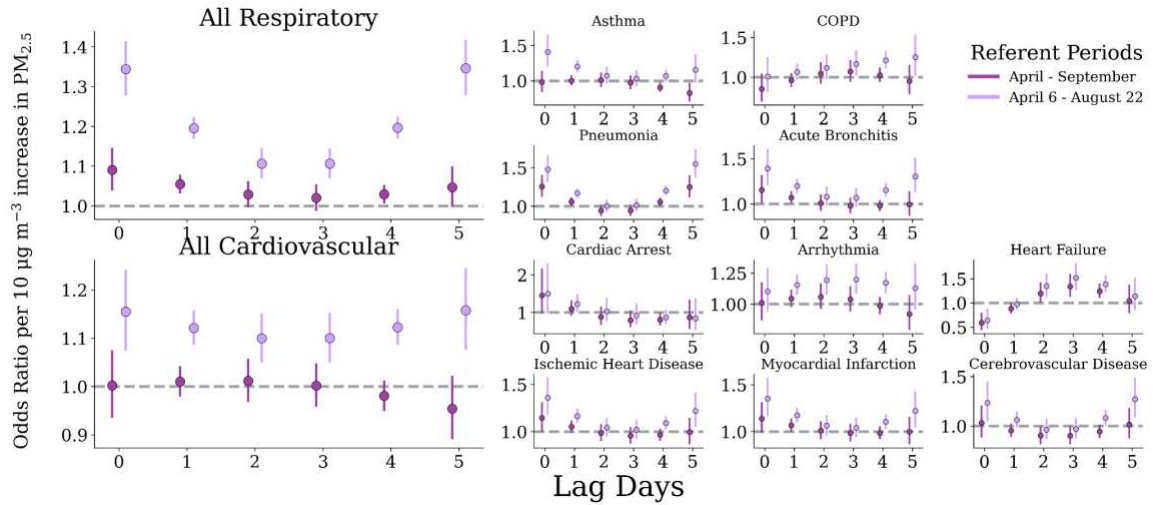 Odds Ratio per 10 μg m⁻³ increase in PM₂.₅
All Respiratory
1.4
1.3
1.2
1.1
1.0
0 1 2 3 4 5
All Cardiovascular
1.2
1.1
1.0
0.9
0 1 2 3 4 5
Asthma
1.5
1.0
0 1 2 3 4 5
COPD
1.5
1.0
0 1 2 3 4 5
Referent Periods
April - September
April 6 - August 22
Pneumonia
1.5
1.0
0 1 2 3 4 5
Acute Bronchitis
1.5
1.0
0 1 2 3 4 5
Cardiac Arrest
2
1
0 1 2 3 4 5
Arrhythmia
1.25
1.00
0 1 2 3 4 5
Heart Failure
1.5
1.0
0.5
0 1 2 3 4 5
Ischemic Heart Disease
1.5
1.0
0 1 2 3 4 5
Myocardial Infarction
1.5
1.0
0 1 2 3 4 5
Cerebrovascular Disease
1.5
1.0
0 1 2 3 4 5
Lag Days